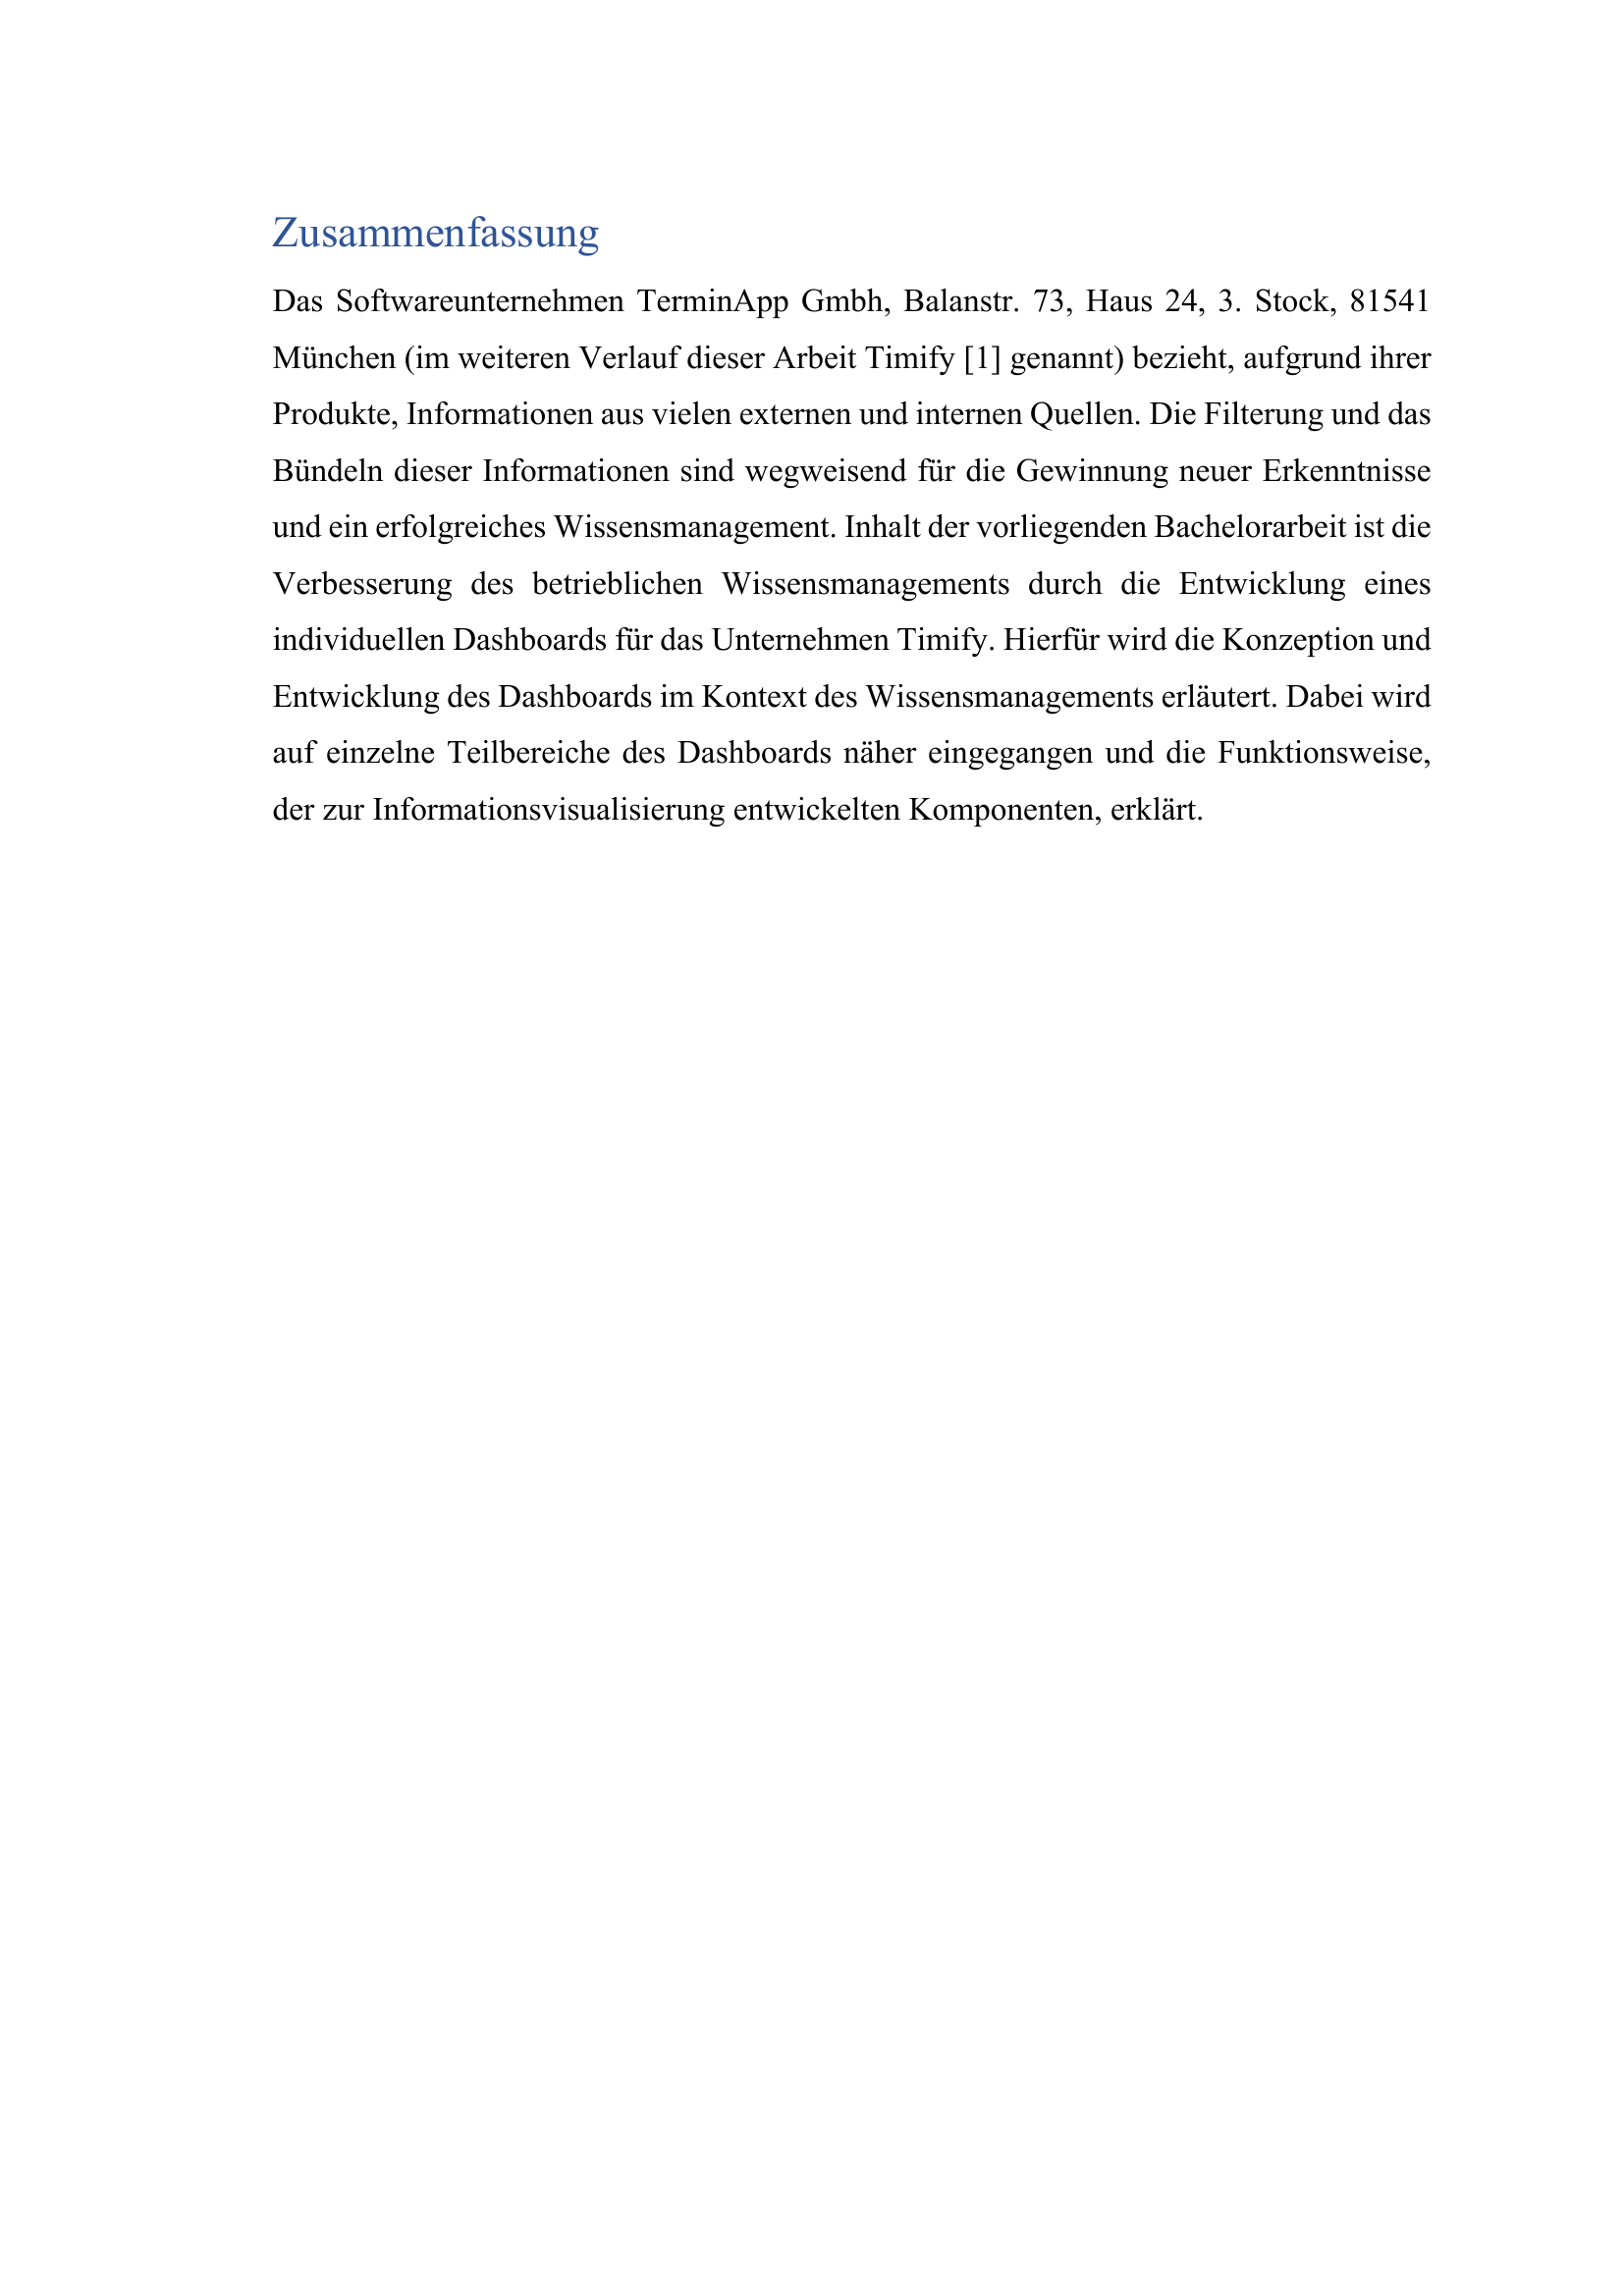 Zusammenfassung
Das Softwareunternehmen TerminApp Gmbh, Balanstr. 73, Haus 24, 3. Stock, 81541
München (im weiteren Verlauf dieser Arbeit Timify [1] genannt) bezieht, aufgrund ihrer
Produkte, Informationen aus vielen externen und internen Quellen. Die Filterung und das
Bündeln dieser Informationen sind wegweisend für die Gewinnung neuer Erkenntnisse
und ein erfolgreiches Wissensmanagement. Inhalt der vorliegenden Bachelorarbeit ist die
Verbesserung des betrieblichen Wissensmanagements durch die Entwicklung eines
individuellen Dashboards für das Unternehmen Timify. Hierfür wird die Konzeption und
Entwicklung des Dashboards im Kontext des Wissensmanagements erläutert. Dabei wird
auf einzelne Teilbereiche des Dashboards näher eingegangen und die Funktionsweise,
der zur Informationsvisualisierung entwickelten Komponenten, erklärt.